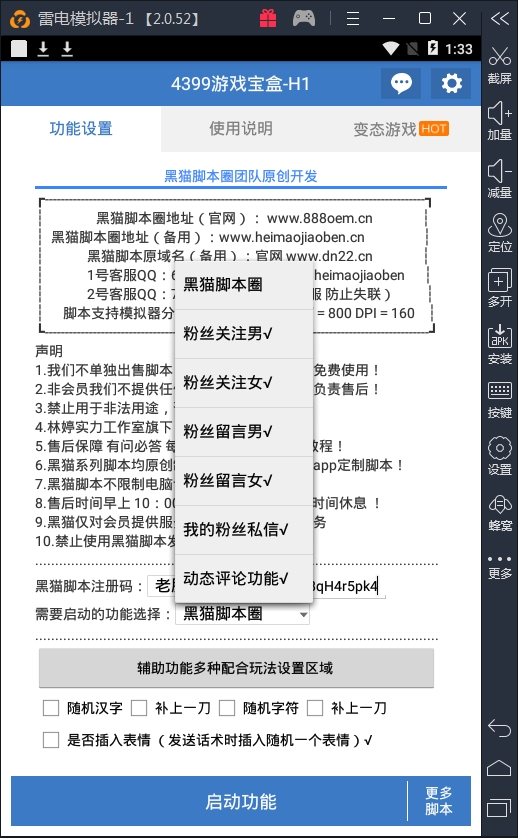 雷电模拟器-1 【2.0.52】
1:33
4399游戏宝盒-H1
功能设置
使用说明
变态游戏 HOT
黑猫脚本圈团队原创开发
黑猫脚本圈地址（官网）： www.888oem.cn
黑猫脚本圈地址（备用）：www.heimaojiaoben.cn
黑猫脚本原域名（备用）：官网 www.dn22.cn
1号客服QQ：6 heimaojiaoben
2号客服QQ：7 服 防止失联）
脚本支持模拟器分 = 800 DPI = 160
声明
1.我们不单独出售脚本 免费使用！
2.非会员我们不提供任 负责售后！
3.禁止用于非法用途，
4.林婷实力工作室旗下
5.售后保障 有问必答 每 教程！
6.黑猫系列脚本均原创 app定制脚本！
7.黑猫脚本不限制电脑
8.售后时间早上 10：0 时间休息 ！
9.黑猫仅对会员提供服 务
10.禁止使用黑猫脚本发
黑猫脚本圈
粉丝关注男√
粉丝关注女√
粉丝留言男√
粉丝留言女√
我的粉丝私信√
动态评论功能√
黑猫脚本注册码： 老 qH4r5pk4
需要启动的功能选择： 黑猫脚本圈
辅助功能多种配合玩法设置区域
随机汉字 补上一刀 随机字符 补上一刀
是否插入表情 （发送话术时插入随机一个表情）√
启动功能
更多
脚本
截屏
加量
减量
定位
多开
APK
安装
按键
设置
蜂窝
更多